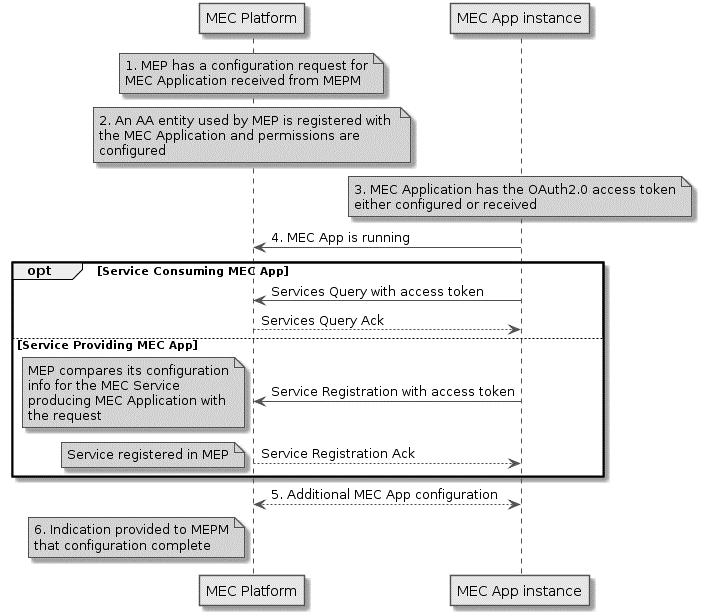 MEC Platform
MEC App instance
1. MEP has a configuration request for
MEC Application received from MEPM
2. An AA entity used by MEP is registered with
the MEC Application and permissions are
configured
3. MEC Application has the OAuth2.0 access token
either configured or received
4. MEC App is running
opt
[Service Consuming MEC App]
Services Query with access token
Services Query Ack
[Service Providing MEC App]
MEP compares its configuration
info for the MEC Service
producing MEC Application with
the request
Service Registration with access token
Service registered in MEP
Service Registration Ack
5. Additional MEC App configuration
6. Indication provided to MEPM
that configuration complete
MEC Platform
MEC App instance